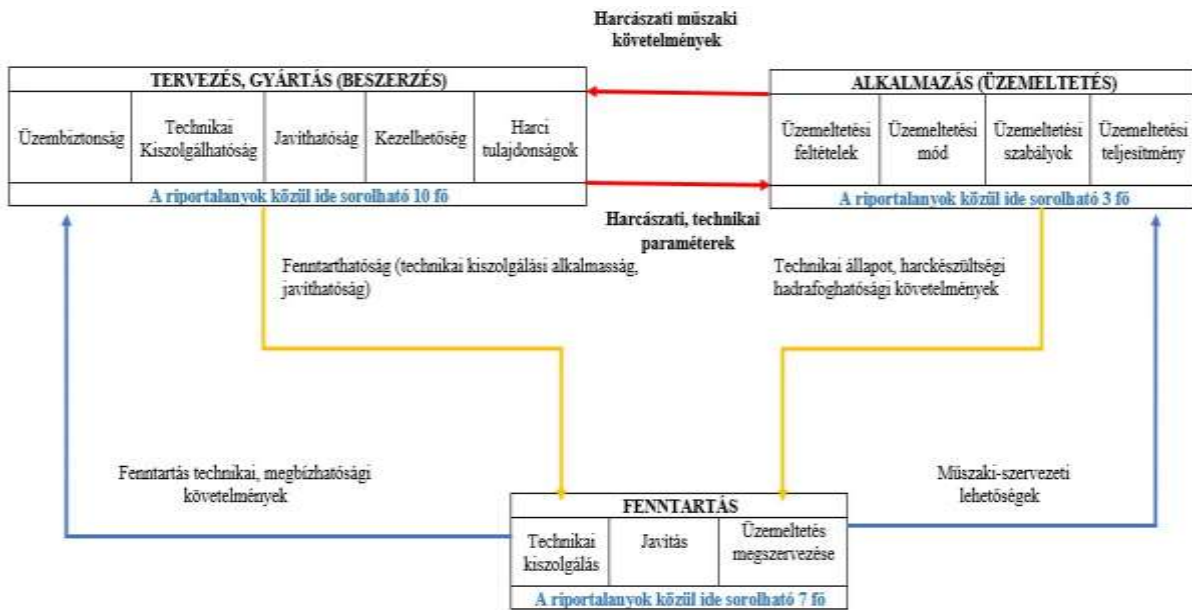 Harcászati műszaki
követelmények
TERVEZÉS, GYÁRTÁS (BESZERZÉS)
Üzembiztonság
Technikai
Kiszolgálhatóság
Javíthatóság
Kezelhetőség
Harci
tulajdonságok
A riportalanyok közül ide sorolható 10 fő
ALKALMAZÁS (ÜZEMELTETÉS)
Üzemeltetési
feltételek
Üzemeltetési
mód
Üzemeltetési
szabályok
Üzemeltetési
teljesítmény
A riportalanyok közül ide sorolható 3 fő
Harcászati, technikai
paraméterek
Fenntarthatóság (technikai kiszolgálási alkalmasság,
javíthatóság)
Technikai állapot, harckészültségi
hadrafoghatósági követelmények
Fenntartás technikai, megbízhatósági
követelmények
Műszaki-szervezeti
lehetőségek
FENNTARTÁS
Technikai
kiszolgálás
Javítás
Üzemeltetés
megszervezése
A riportalanyok közül ide sorolható 7 fő